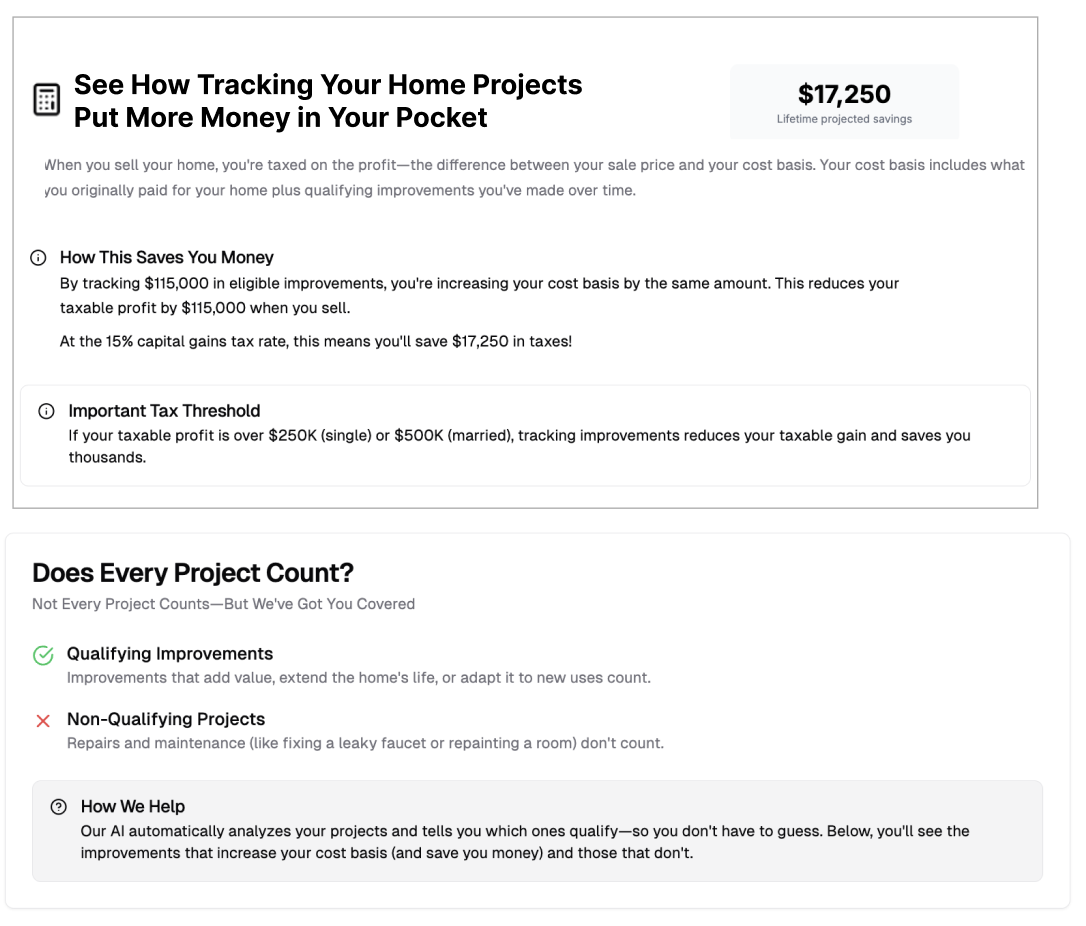 See How Tracking Your Home Projects
Put More Money in Your Pocket
$17,250
Lifetime projected savings
When you sell your home, you're taxed on the profit—the difference between your sale price and your cost basis. Your cost basis includes what
you originally paid for your home plus qualifying improvements you've made over time.
How This Saves You Money
By tracking $115,000 in eligible improvements, you're increasing your cost basis by the same amount. This reduces your
taxable profit by $115,000 when you sell.
At the 15% capital gains tax rate, this means you'll save $17,250 in taxes!
Important Tax Threshold
If your taxable profit is over $250K (single) or $500K (married), tracking improvements reduces your taxable gain and saves you
thousands.
Does Every Project Count?
Not Every Project Counts—But We've Got You Covered
Qualifying Improvements
Improvements that add value, extend the home's life, or adapt it to new uses count.
Non-Qualifying Projects
Repairs and maintenance (like fixing a leaky faucet or repainting a room) don't count.
How We Help
Our AI automatically analyzes your projects and tells you which ones qualify—so you don't have to guess. Below, you'll see the
improvements that increase your cost basis (and save you money) and those that don't.